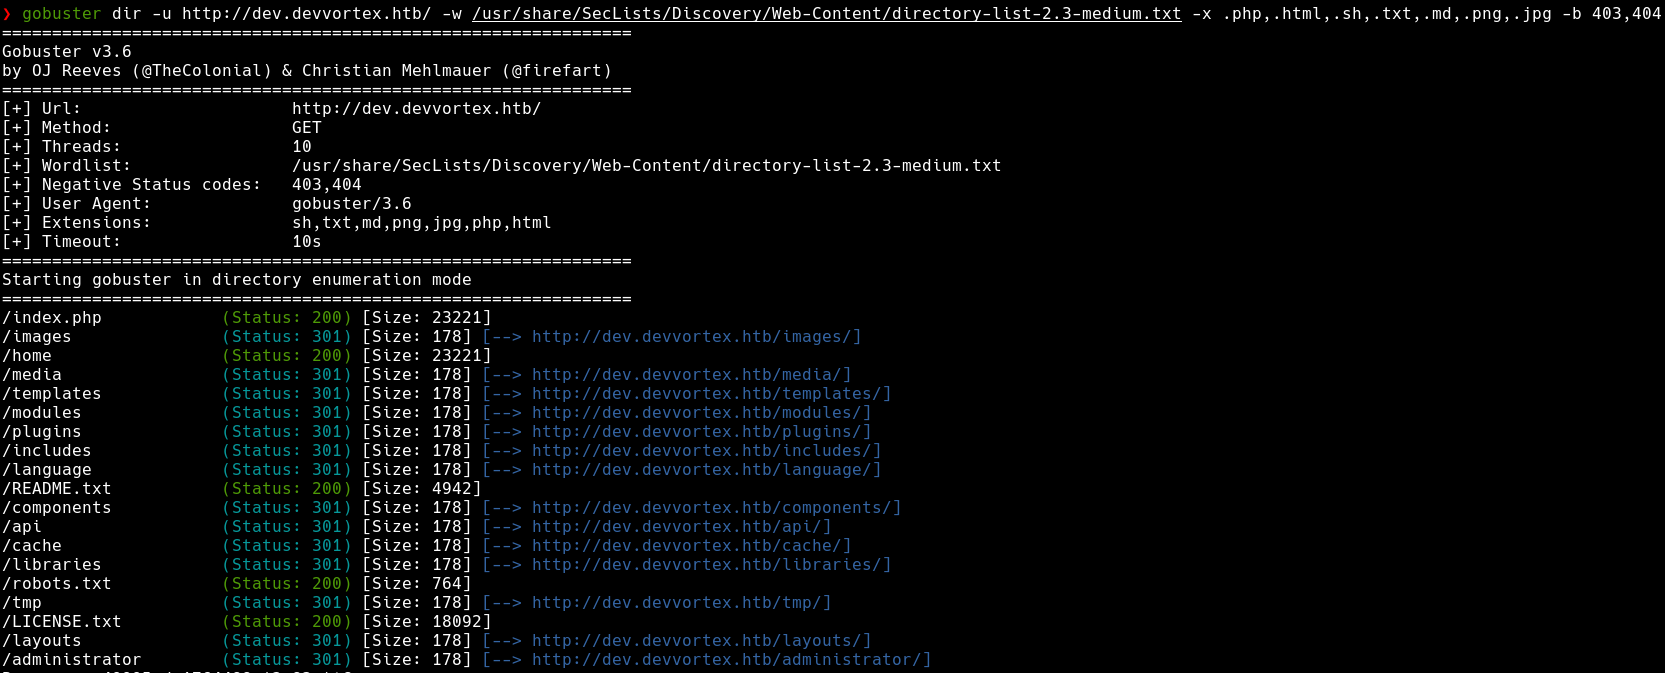 ❯ gobuster dir -u http://dev.devvortex.htb/ -w /usr/share/SecLists/Discovery/Web-Content/directory-list-2.3-medium.txt -x .php,.html,.sh,.txt,.md,.png,.jpg -b 403,404
===============================================================
Gobuster v3.6
by OJ Reeves (@TheColonial) & Christian Mehlmauer (@firefart)
===============================================================
[+] Url:                     http://dev.devvortex.htb/
[+] Method:                  GET
[+] Threads:                 10
[+] Wordlist:                /usr/share/SecLists/Discovery/Web-Content/directory-list-2.3-medium.txt
[+] Negative Status codes:   403,404
[+] User Agent:              gobuster/3.6
[+] Extensions:              sh,txt,md,png,jpg,php,html
[+] Timeout:                 10s
===============================================================
Starting gobuster in directory enumeration mode
===============================================================
/index.php            (Status: 200) [Size: 23221]
/images               (Status: 301) [Size: 178] [--> http://dev.devvortex.htb/images/]
/home                 (Status: 200) [Size: 23221]
/media                (Status: 301) [Size: 178] [--> http://dev.devvortex.htb/media/]
/templates            (Status: 301) [Size: 178] [--> http://dev.devvortex.htb/templates/]
/modules              (Status: 301) [Size: 178] [--> http://dev.devvortex.htb/modules/]
/plugins              (Status: 301) [Size: 178] [--> http://dev.devvortex.htb/plugins/]
/includes             (Status: 301) [Size: 178] [--> http://dev.devvortex.htb/includes/]
/language             (Status: 301) [Size: 178] [--> http://dev.devvortex.htb/language/]
/README.txt           (Status: 200) [Size: 4942]
/components           (Status: 301) [Size: 178] [--> http://dev.devvortex.htb/components/]
/api                  (Status: 301) [Size: 178] [--> http://dev.devvortex.htb/api/]
/cache                (Status: 301) [Size: 178] [--> http://dev.devvortex.htb/cache/]
/libraries            (Status: 301) [Size: 178] [--> http://dev.devvortex.htb/libraries/]
/robots.txt           (Status: 200) [Size: 764]
/tmp                  (Status: 301) [Size: 178] [--> http://dev.devvortex.htb/tmp/]
/LICENSE.txt          (Status: 200) [Size: 18092]
/layouts              (Status: 301) [Size: 178] [--> http://dev.devvortex.htb/layouts/]
/administrator        (Status: 301) [Size: 178] [--> http://dev.devvortex.htb/administrator/]